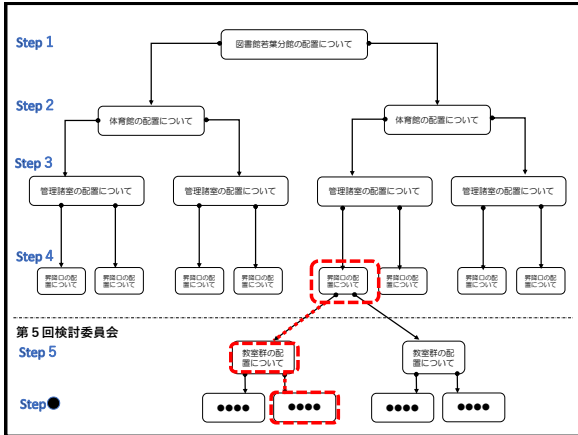 Step 1
図書館若葉分館の配置について
Step 2
体育館の配置について
体育館の配置について
Step 3
管理諸室の配置について
管理諸室の配置について
管理諸室の配置について
管理諸室の配置について
Step 4
昇降口の配
置について
昇降口の配
置について
昇降口の配
置について
昇降口の配
置について
昇降口の配
置について
昇降口の配
置について
昇降口の配
置について
昇降口の配
置について
第５回検討委員会
Step 5
教室群の配
置について
教室群の配
置について
Step●
●●●●
●●●●
●●●●
●●●●